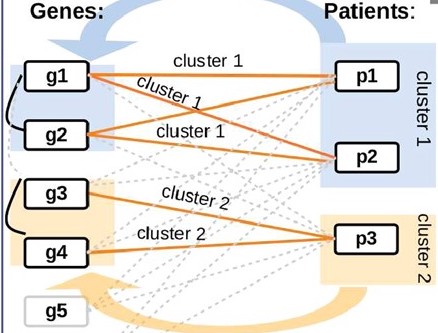 Genes:
Patients:
g1
cluster 1
p1
cluster 1
g2
cluster 1
p2
cluster 1
g3
cluster 2
g4
cluster 2
p3
cluster 2
g5